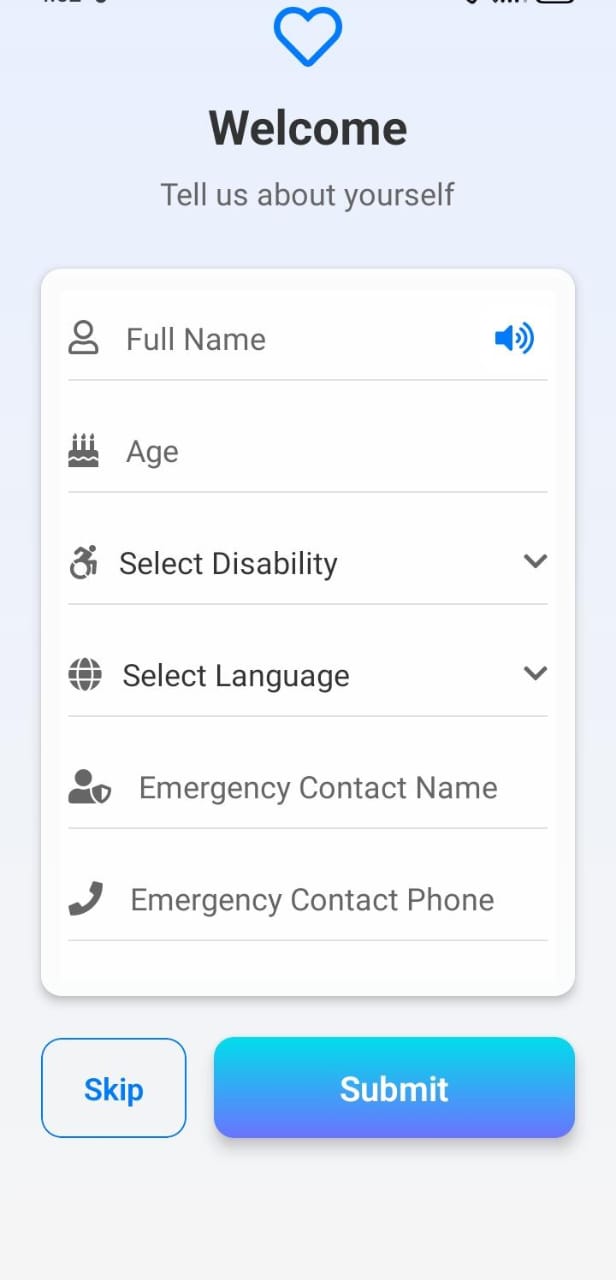 Welcome
Tell us about yourself
Full Name
Age
Select Disability
Select Language
Emergency Contact Name
Emergency Contact Phone
Skip
Submit